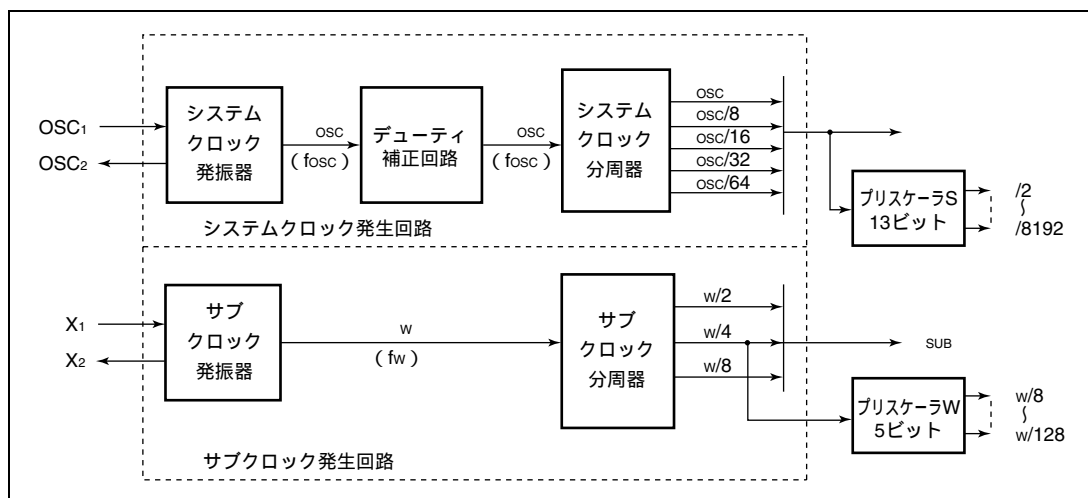 OSC1
OSC2
システム
クロック
発振器
OSC
( fOSC )
デューティ
補正回路
OSC
( fOSC )
システム
クロック
分周器
OSC
OSC/8
OSC/16
OSC/32
OSC/64
プリスケーラS
13ビット
/2
～
/8192
システムクロック発生回路
X1
X2
サブ
クロック
発振器
W
( fW )
サブ
クロック
分周器
W/2
W/4
W/8
SUB
プリスケーラW
5ビット
W/8
～
W/128
サブクロック発生回路